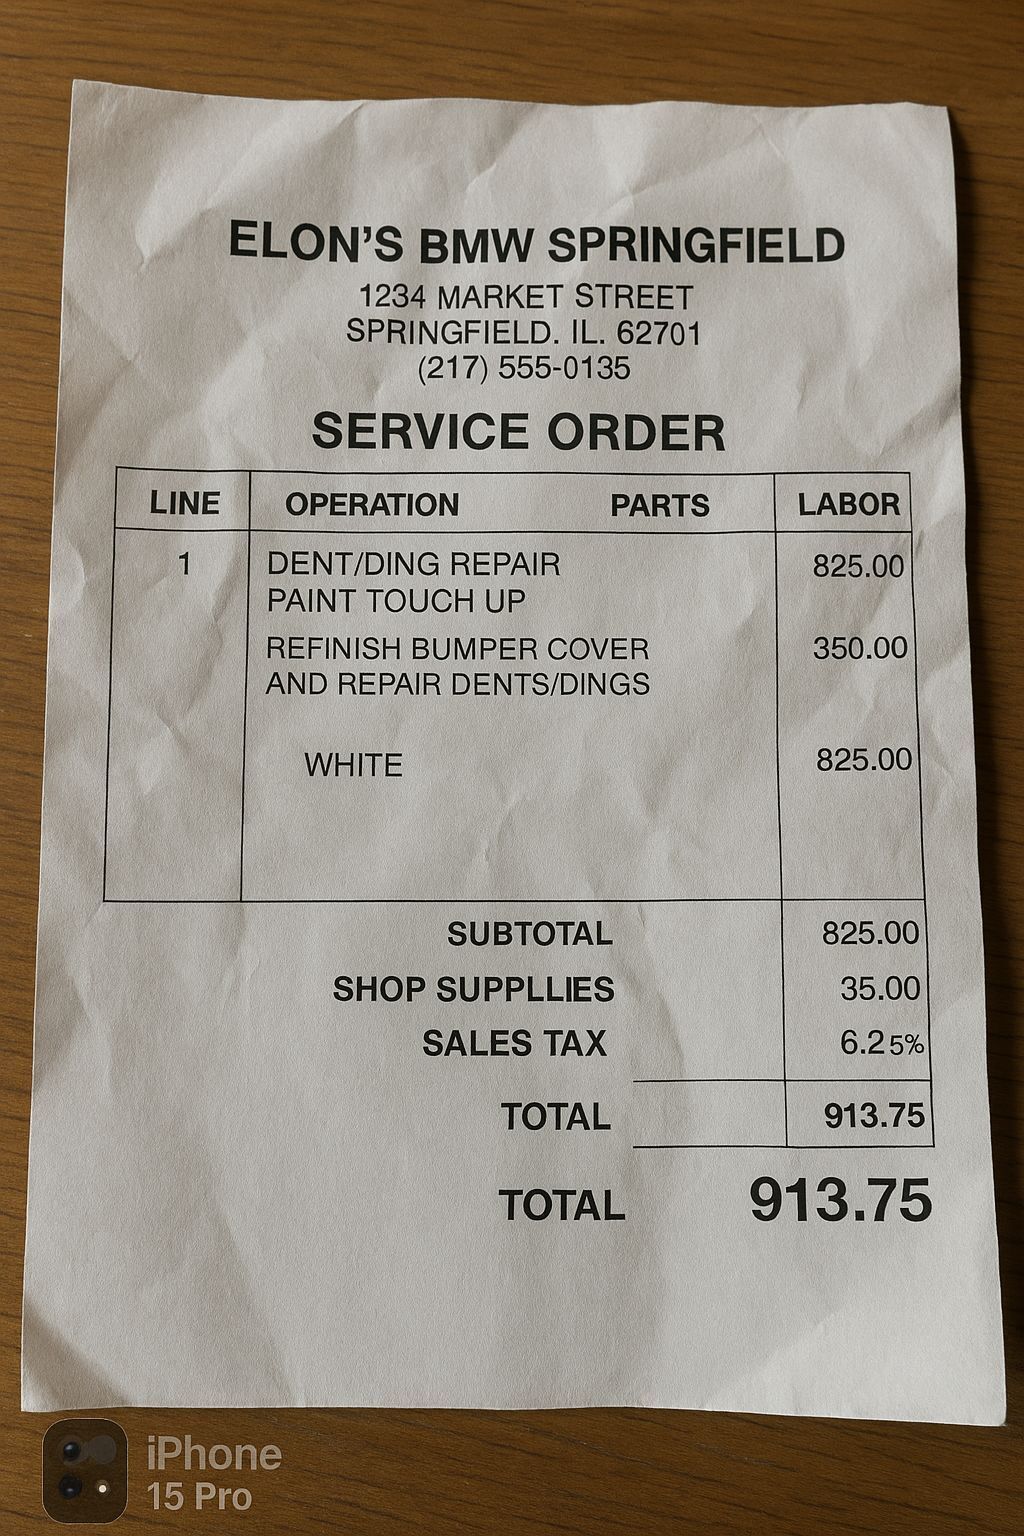 ELON'S BMW SPRINGFIELD
1234 MARKET STREET
SPRINGFIELD. IL. 62701
(217) 555-0135
SERVICE ORDER
LINE OPERATION PARTS LABOR
1 DENT/DING REPAIR 825.00
PAINT TOUCH UP
REFINISH BUMPER COVER 350.00
AND REPAIR DENTS/DINGS
WHITE 825.00
SUBTOTAL 825.00
SHOP SUPPLLIES 35.00
SALES TAX 6.25%
TOTAL 913.75
TOTAL 913.75
iPhone
15 Pro